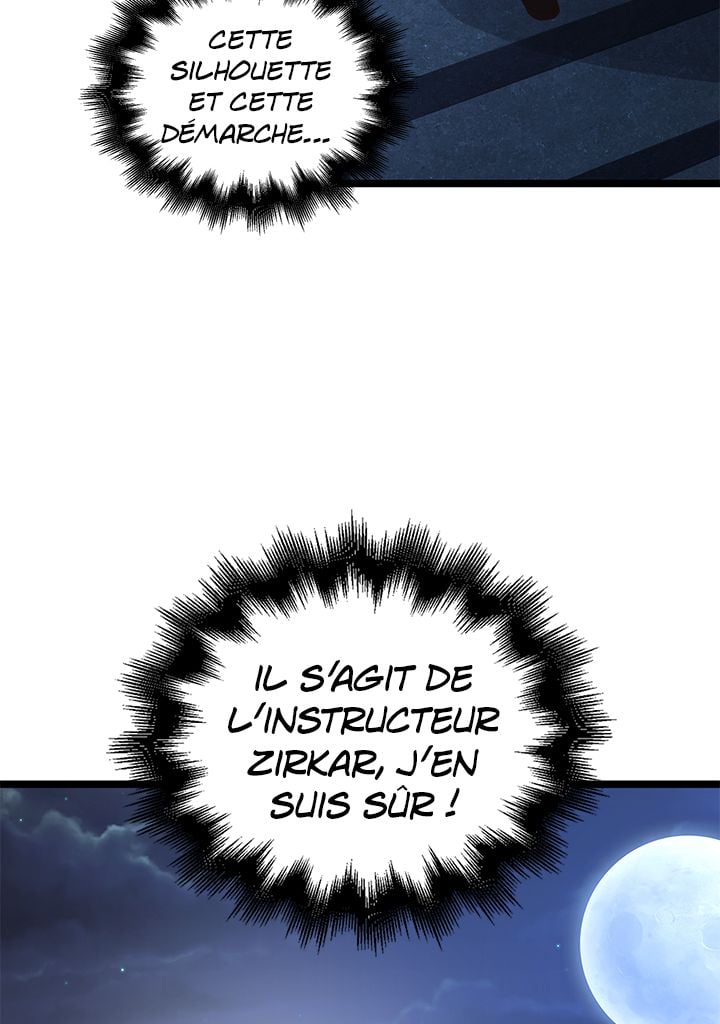 CETTE
SILHOUETTE
ET CETTE
DÉMARCHE...
IL S'AGIT DE
L'INSTRUCTEUR
ZIRKAR, J'EN
SUIS SÛR !